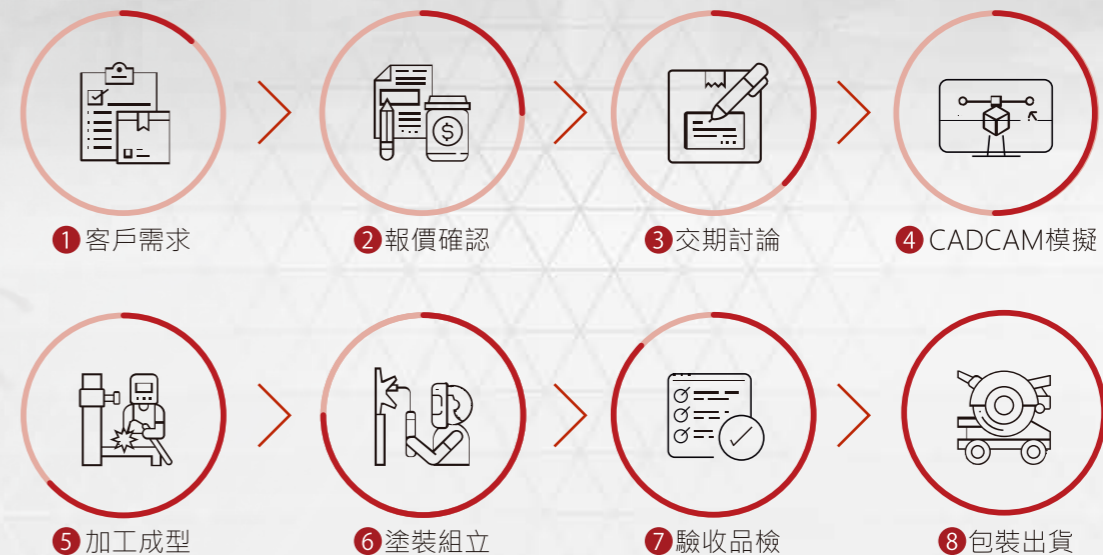 1 客戶需求
2 報價確認
3 交期討論
4 CADCAM模擬
5 加工成型
6 塗裝組立
7 驗收品檢
8 包裝出貨